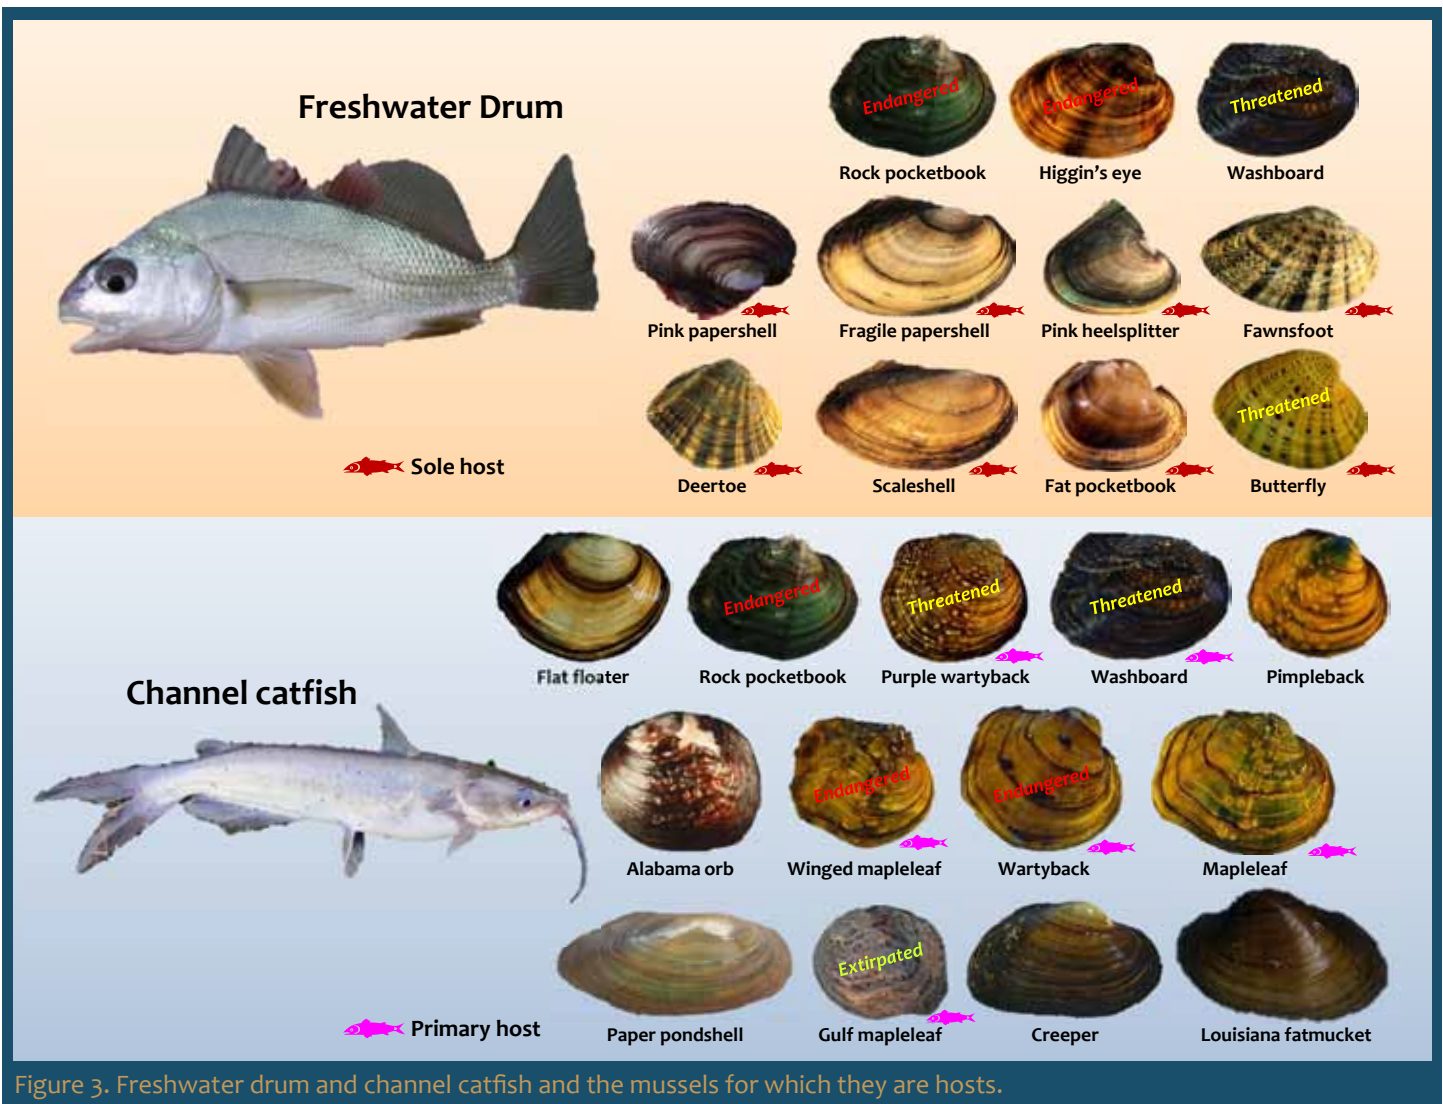 Freshwater Drum
Endangered
Endangered
Threatened
Rock pocketbook
Higgin's eye
Washboard
Pink papershell
Fragile papershell
Pink heelsplitter
Fawnsfoot
Threatened
Sole host
Deertoe
Scaleshell
Fat pocketbook
Butterfly
Channel catfish
Endangered
Threatened
Threatened
Flat floater
Rock pocketbook
Purple wartyback
Washboard
Pimpleback
Endangered
Endangered
Alabama orb
Winged mapleleaf
Wartyback
Mapleleaf
Extirpated
Primary host
Paper pondshell
Gulf mapleleaf
Creeper
Louisiana fatmucket
Figure 3. Freshwater drum and channel catfish and the mussels for which they are hosts.